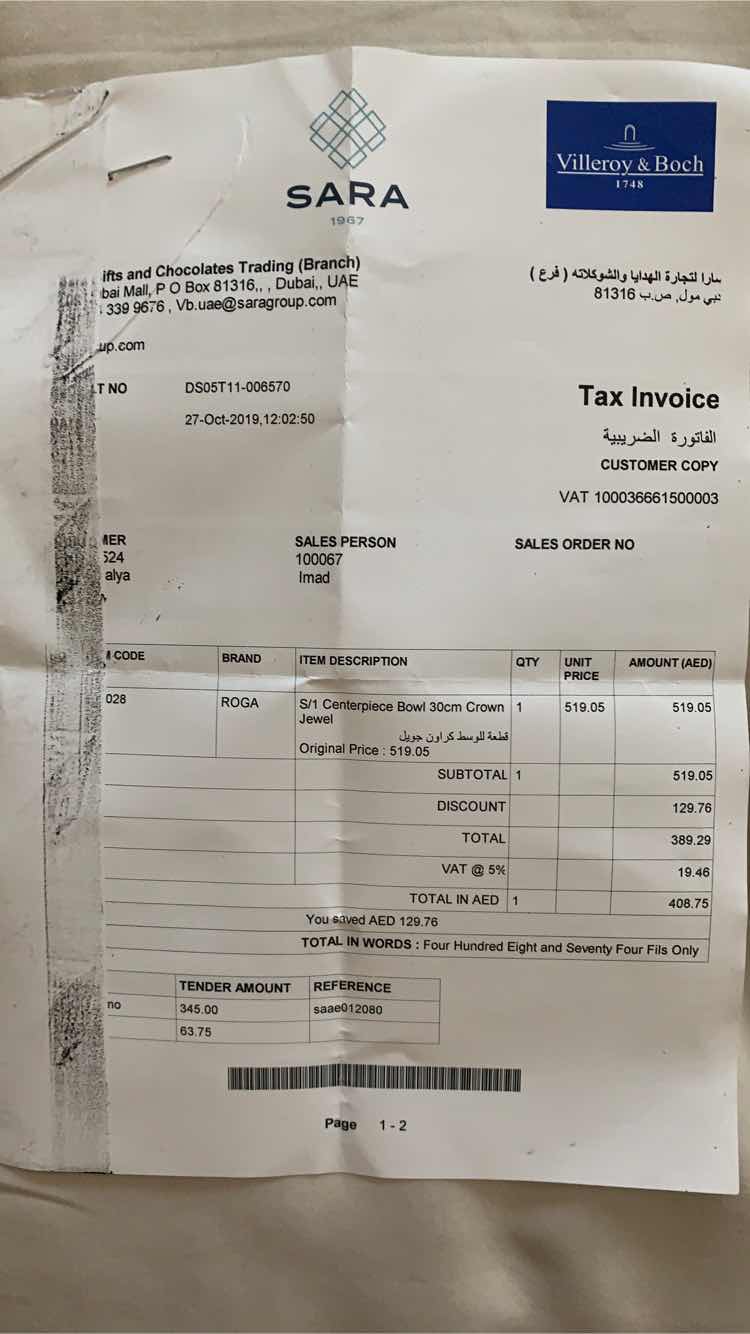 SARA
1967
Villeroy & Boch
1748
ifts and Chocolates Trading (Branch)
bai Mall, P O Box 81316,, , Dubai,, UAE
339 9676 , Vb.uae@saragroup.com
up.com
سارا لتجارة الهدايا والشوكلاته ( فرع )
دبي مول, ص.ب 81316
T NO DS05T11-006570
27-Oct-2019,12:02:50
Tax Invoice
الفاتورة الضريبية
CUSTOMER COPY
VAT 100036661500003
MER SALES PERSON SALES ORDER NO
524 100067
alya Imad
CODE BRAND ITEM DESCRIPTION QTY UNIT PRICE AMOUNT (AED)
028 ROGA S/1 Centerpiece Bowl 30cm Crown 1 519.05 519.05
Jewel
قطعة للوسط كراون جويل
Original Price : 519.05
SUBTOTAL 1 519.05
DISCOUNT 129.76
TOTAL 389.29
VAT @ 5% 19.46
TOTAL IN AED 1 408.75
You saved AED 129.76
TOTAL IN WORDS : Four Hundred Eight and Seventy Four Fils Only
TENDER AMOUNT REFERENCE
no 345.00 saae012080
63.75
Page 1 - 2